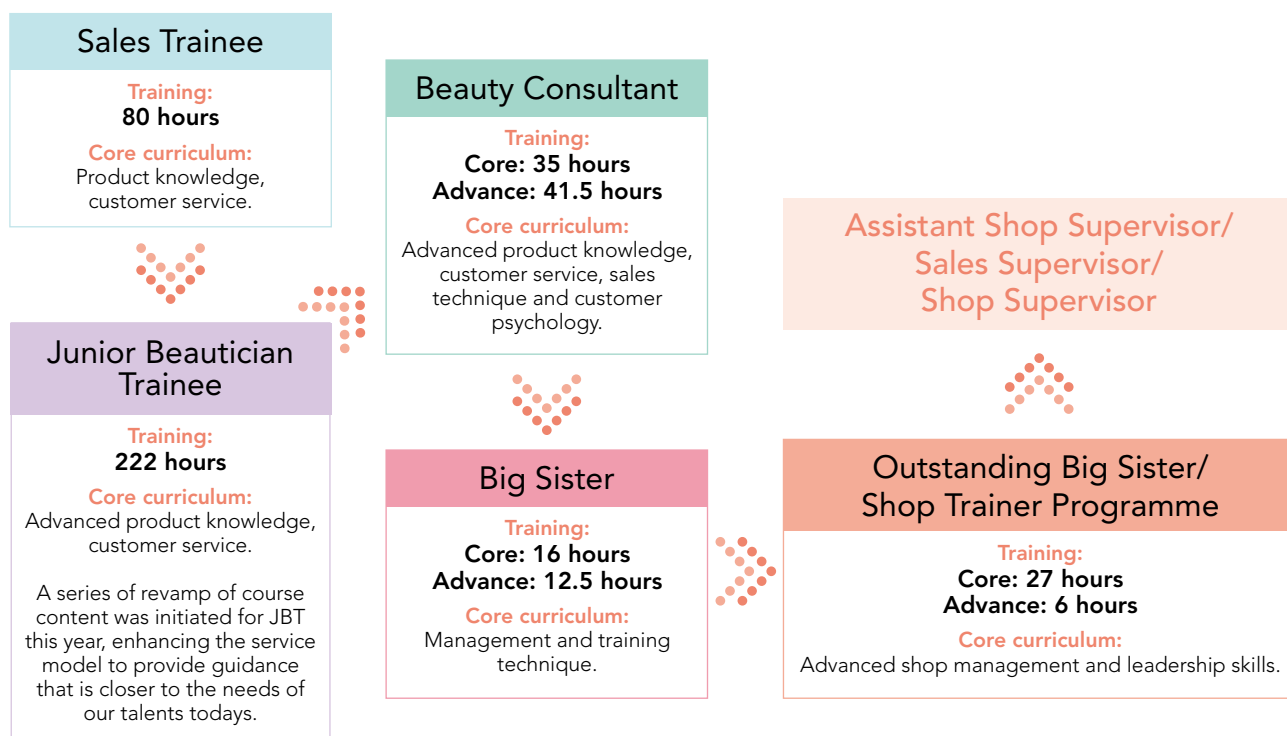 Sales Trainee
Training:
80 hours
Core curriculum:
Product knowledge,
customer service.
Junior Beautician
Trainee
Training:
222 hours
Core curriculum:
Advanced product knowledge,
customer service.
A series of revamp of course
content was initiated for JBT
this year, enhancing the service
model to provide guidance
that is closer to the needs of
our talents todays.
Beauty Consultant
Training:
Core: 35 hours
Advance: 41.5 hours
Core curriculum:
Advanced product knowledge,
customer service, sales
technique and customer
psychology.
Big Sister
Training:
Core: 16 hours
Advance: 12.5 hours
Core curriculum:
Management and training
technique.
Outstanding Big Sister/
Shop Trainer Programme
Training:
Core: 27 hours
Advance: 6 hours
Core curriculum:
Advanced shop management and leadership skills.
Assistant Shop Supervisor/
Sales Supervisor/
Shop Supervisor